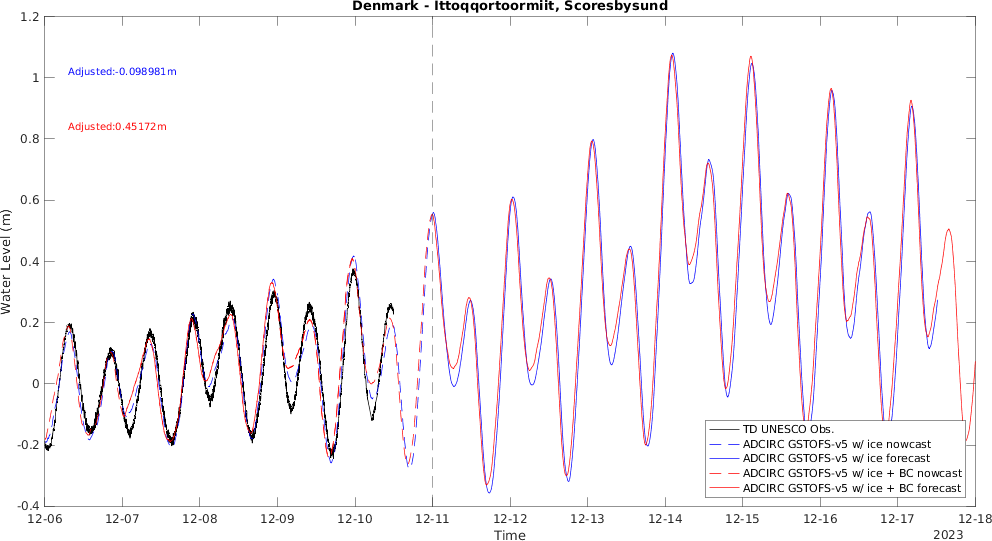 Denmark - Ittoqqortoormiit, Scoresbysund
1.2
1
0.8
0.6
0.4
0.2
0
-0.2
-0.4
Water Level (m)
Adjusted:-0.098981m
Adjusted:0.45172m
TD UNESCO Obs.
ADCIRC GSTOFS-v5 w/ ice nowcast
ADCIRC GSTOFS-v5 w/ ice forecast
ADCIRC GSTOFS-v5 w/ ice + BC nowcast
ADCIRC GSTOFS-v5 w/ ice + BC forecast
12-06 12-07 12-08 12-09 12-10 12-11 12-12 12-13 12-14 12-15 12-16 12-17 12-18
Time
2023